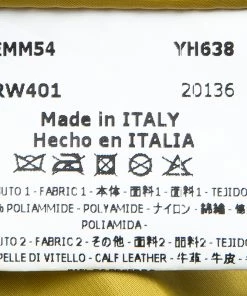 EMM54 YH638
RW401 20136
Made in ITALY
Hecho en ITALIA
UTO 1 - FABRIC 1 - 本体 - 面料1 - 面料1 - TEJIDO
% POLIAMMIDE - POLYAMIDE - ナイロン - 錦綸 -
POLIAMIDA -
UTO 2 - FABRIC 2 - その他 - 面料2 - 面料2 - TEJIDO
PELLE DI VITELLO - CALF LEATHER - 牛革 - 牛皮 -